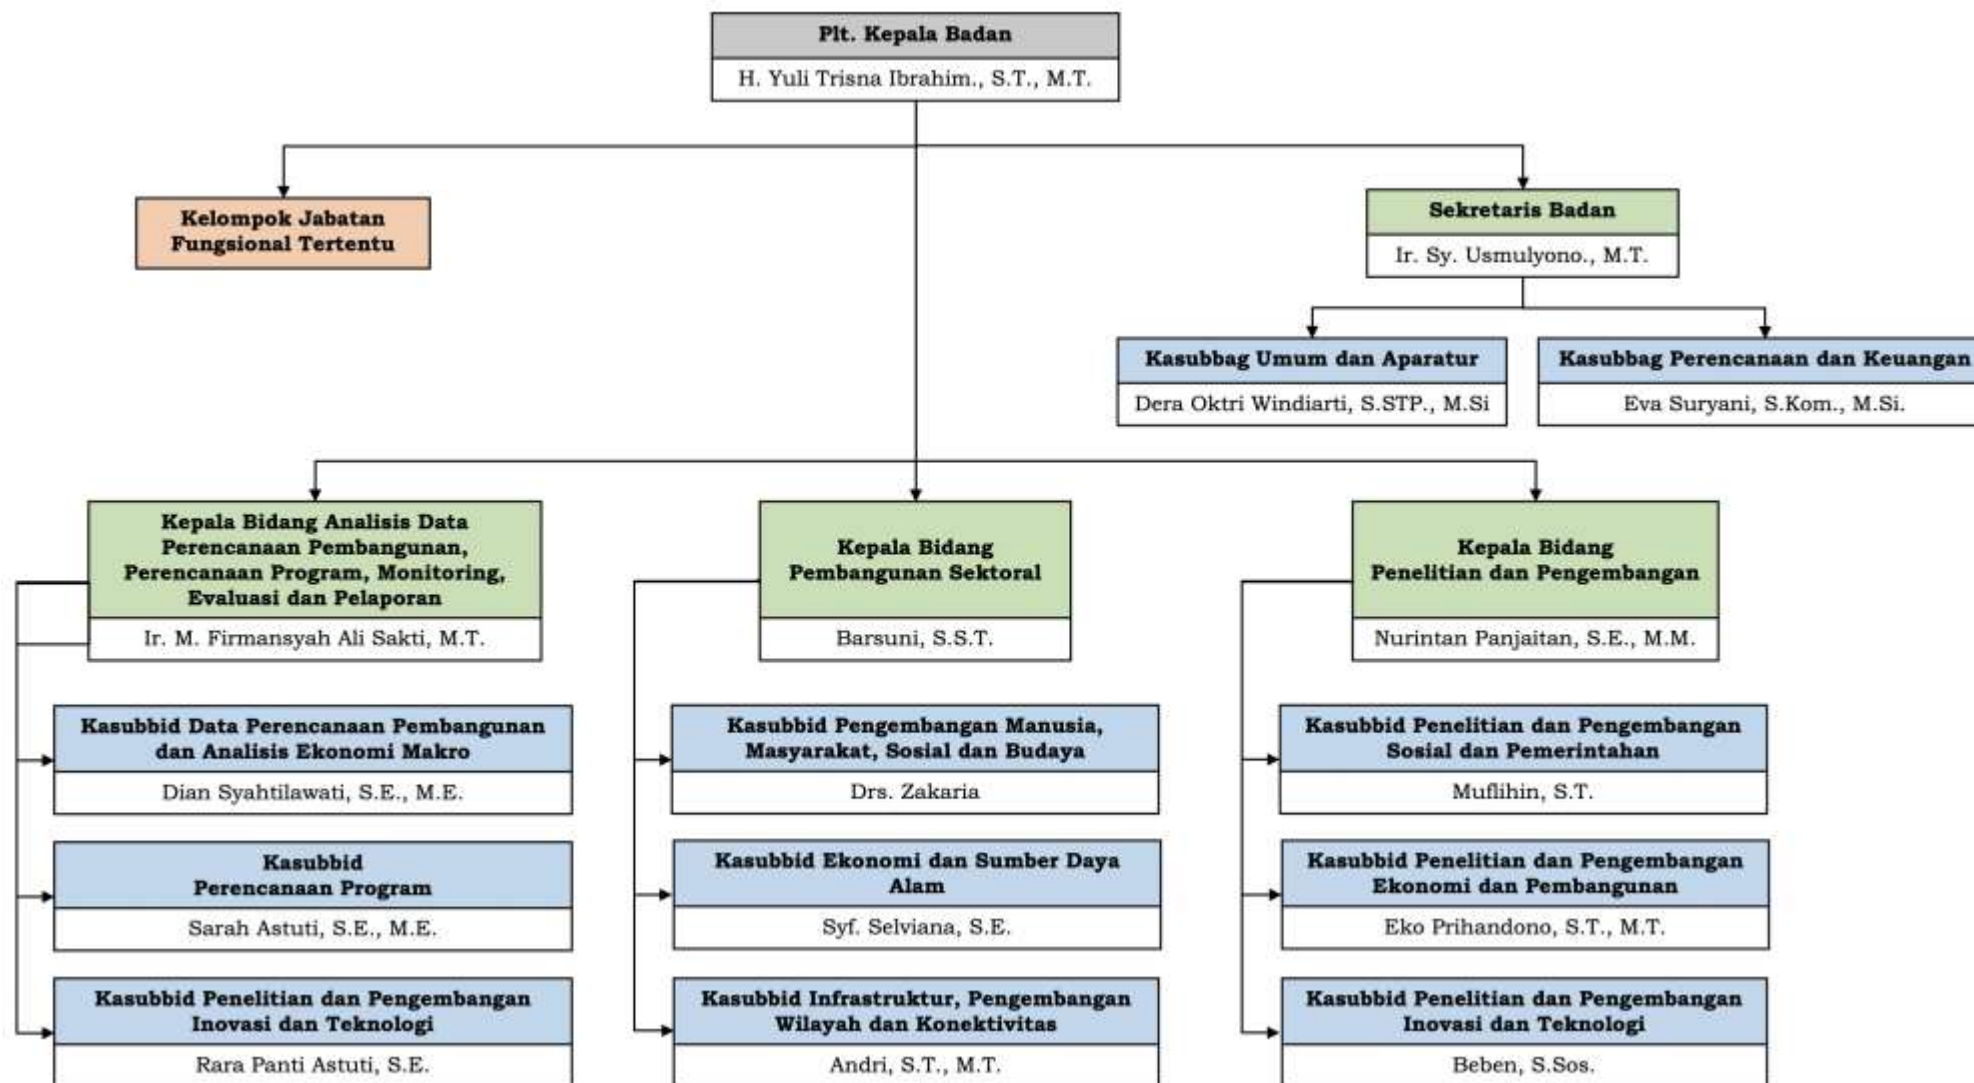 Plt. Kepala Badan
H. Yuli Trisna Ibrahim., S.T., M.T.
Kelompok Jabatan
Fungsional Tertentu
Sekretaris Badan
Ir. Sy. Usmulyono., M.T.
Kasubbag Umum dan Aparatur
Dera Oktri Windiarti, S.STP., M.Si
Kasubbag Perencanaan dan Keuangan
Eva Suryani, S.Kom., M.Si.
Kepala Bidang Analisis Data
Perencanaan Pembangunan,
Perencanaan Program, Monitoring,
Evaluasi dan Pelaporan
Ir. M. Firmansyah Ali Sakti, M.T.
Kasubbid Data Perencanaan Pembangunan
dan Analisis Ekonomi Makro
Dian Syahtilawati, S.E., M.E.
Kasubbid
Perencanaan Program
Sarah Astuti, S.E., M.E.
Kasubbid Penelitian dan Pengembangan
Inovasi dan Teknologi
Rara Panti Astuti, S.E.
Kepala Bidang
Pembangunan Sektoral
Barsuni, S.S.T.
Kasubbid Pengembangan Manusia,
Masyarakat, Sosial dan Budaya
Drs. Zakaria
Kasubbid Ekonomi dan Sumber Daya
Alam
Syf. Selviana, S.E.
Kasubbid Infrastruktur, Pengembangan
Wilayah dan Konektivitas
Andri, S.T., M.T.
Kepala Bidang
Penelitian dan Pengembangan
Nurintan Panjaitan, S.E., M.M.
Kasubbid Penelitian dan Pengembangan
Sosial dan Pemerintahan
Muflihin, S.T.
Kasubbid Penelitian dan Pengembangan
Ekonomi dan Pembangunan
Eko Prihandono, S.T., M.T.
Kasubbid Penelitian dan Pengembangan
Inovasi dan Teknologi
Beben, S.Sos.